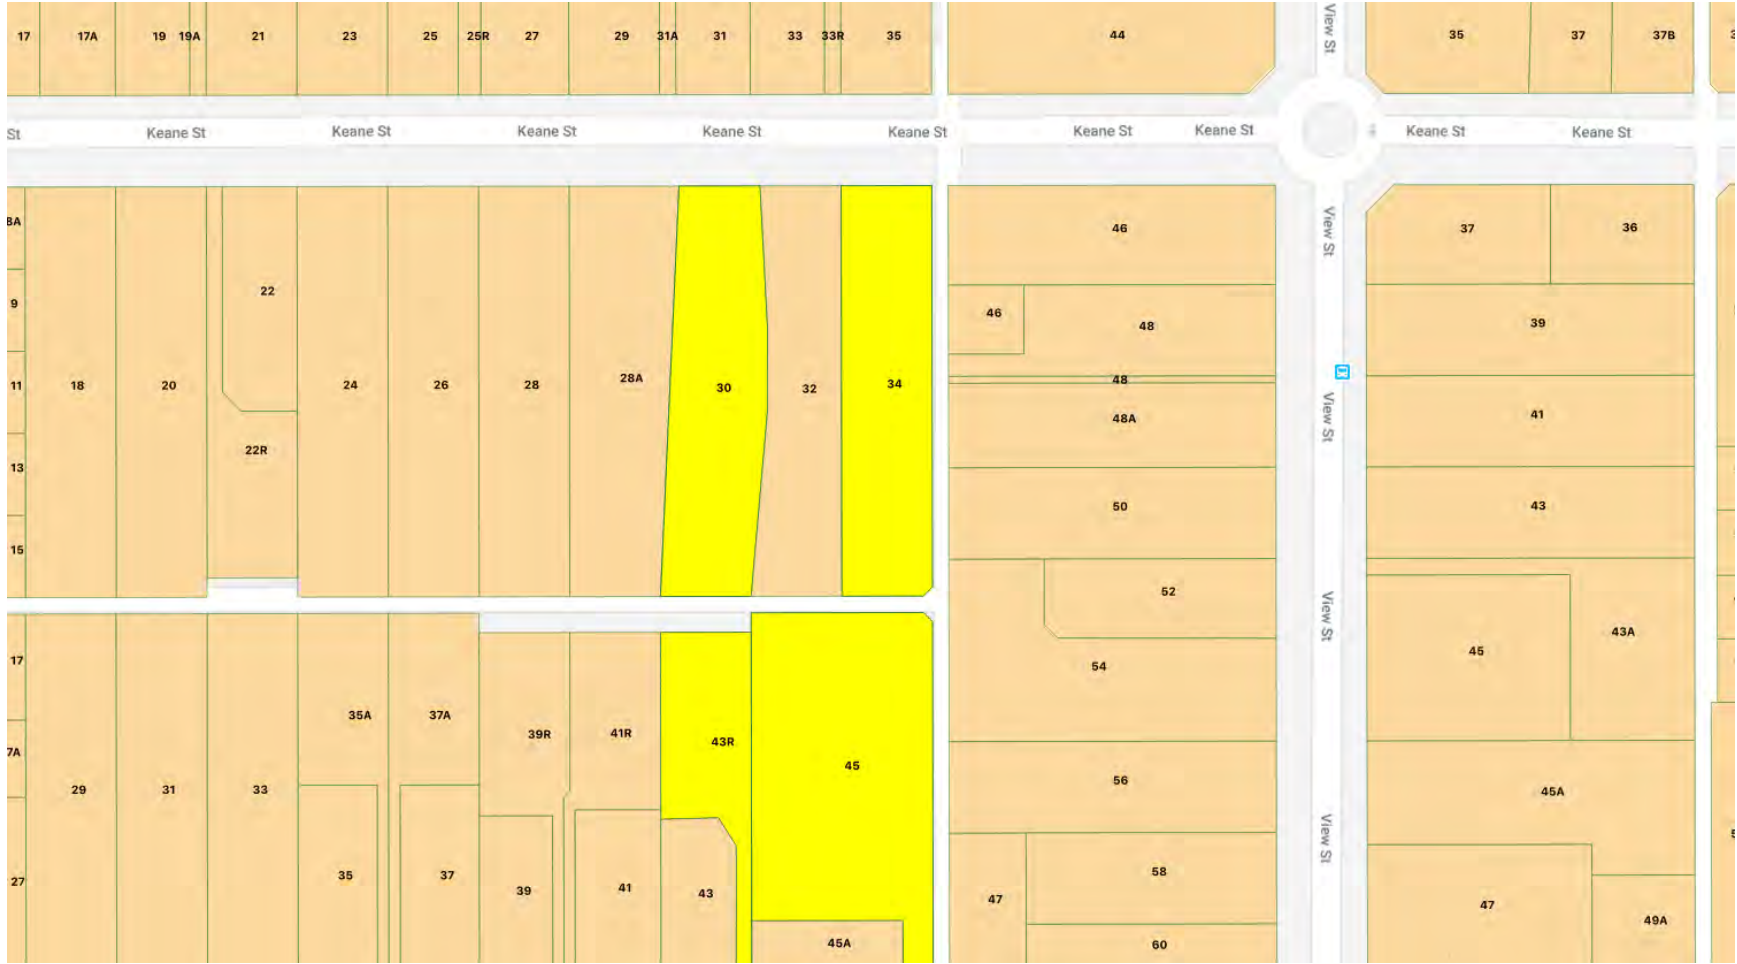 17 17A 19 19A 21 23 25 25R 27 29 31A 31 33 33R 35 44 View St 35 37 37B
St Keane St Keane St Keane St Keane St Keane St Keane St Keane St Keane St Keane St
8A 46 View St 37 36
22
9 46 48 39
11 18 20 24 26 28 28A 30 32 34 48 View St
48A 41
22R
13
50 43
15
52 View St 43A
17 54 45
35A 37A
7A 39R 41R 43R 45
56
29 31 33 45A
View St
35 37 58
27 39 41 43 47 47 49A
45A 60